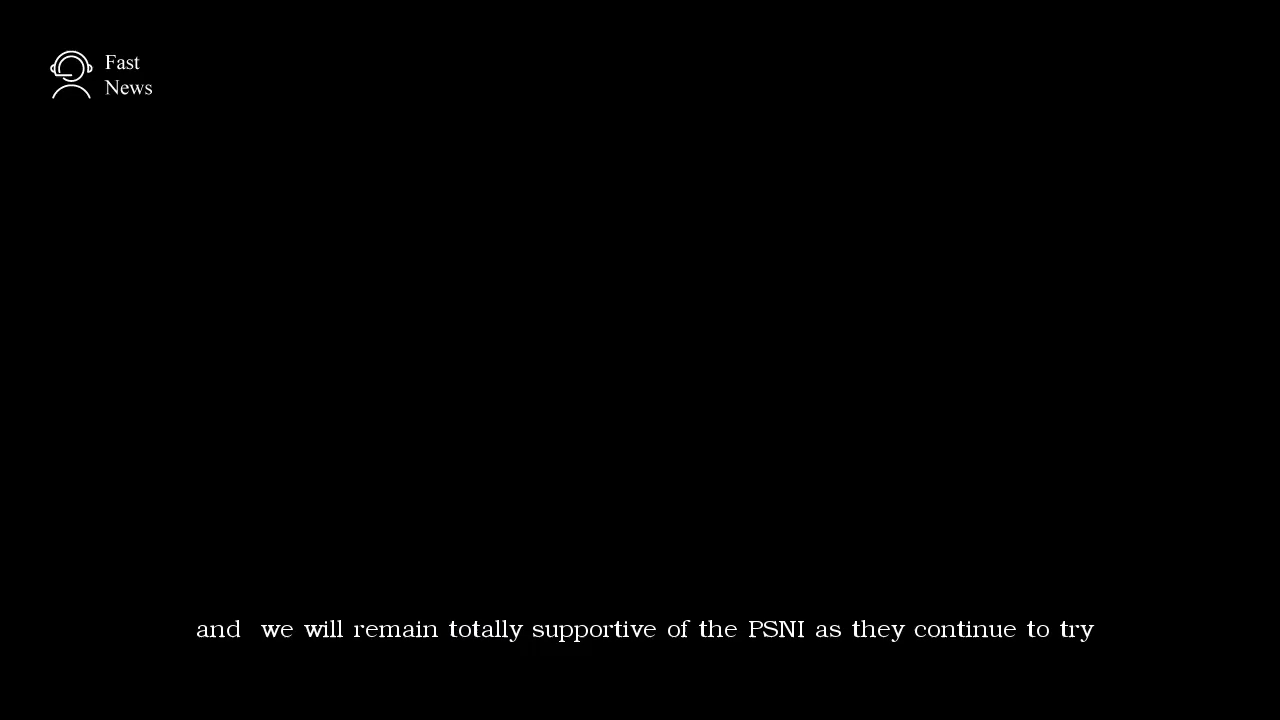 Fast
News
and  we will remain totally supportive of the PSNI as they continue to try